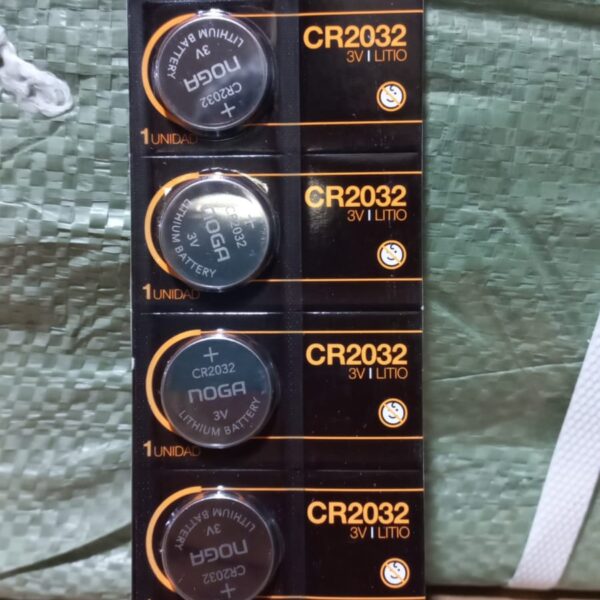 LITHIUM BATTERY
3V
NOGA
CR2032
+
CR2032
3V LITIO
1 UNIDAD
+
CR2032
NOGA
3V
LITHIUM BATTERY
CR2032
3V LITIO
1 UNIDAD
+
CR2032
NOGA
3V
LITHIUM BATTERY
CR2032
3V LITIO
1 UNIDAD
LITHIUM BATTERY
3V
NOGA
CR2032
+
CR2032
3V LITIO